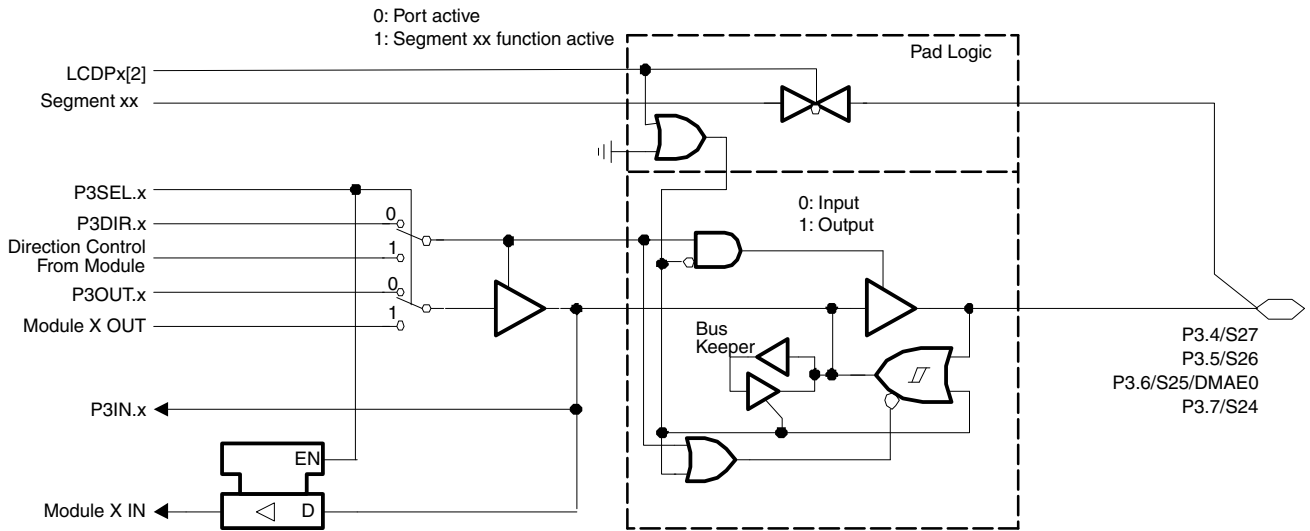 0: Port active
1: Segment xx function active
Pad Logic
LCDPx[2]
Segment xx
P3SEL.x
P3DIR.x
0
Direction Control
From Module
1
P3OUT.x
0
Module X OUT
1
0: Input
1: Output
Bus
Keeper
P3.4/S27
P3.5/S26
P3.6/S25/DMAE0
P3.7/S24
P3IN.x
EN
Module X IN
D